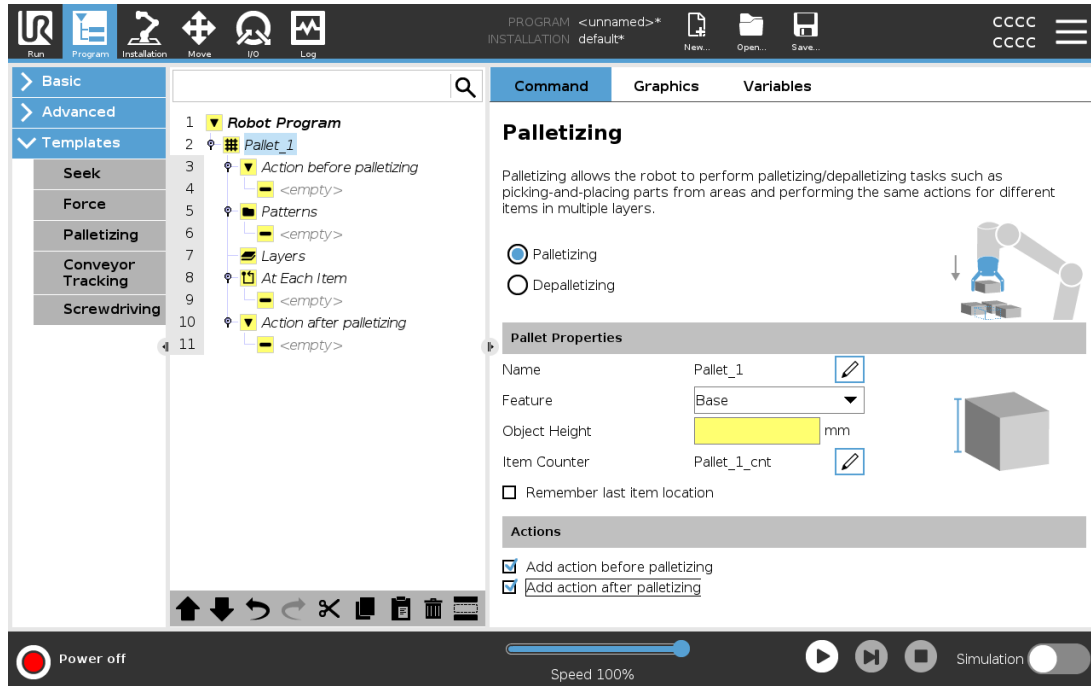 PROGRAM <unnamed>*
INSTALLATION default*
CCCC
CCCC
Run
Program
Installation
Move
I/O
Log
New...
Open...
Save...
Basic
Advanced
Templates
Seek
Force
Palletizing
Conveyor
Tracking
Screwdriving
1 Robot Program
2 Pallet_1
3 Action before palletizing
4 <empty>
5 Patterns
6 <empty>
7 Layers
8 At Each Item
9 <empty>
10 Action after palletizing
11 <empty>
Command
Graphics
Variables
Palletizing
Palletizing allows the robot to perform palletizing/depalletizing tasks such as
picking-and-placing parts from areas and performing the same actions for different
items in multiple layers.
Palletizing
Depalletizing
Pallet Properties
Name Pallet_1
Feature Base
Object Height mm
Item Counter Pallet_1_cnt
Remember last item location
Actions
Add action before palletizing
Add action after palletizing
Power off
Speed 100%
Simulation